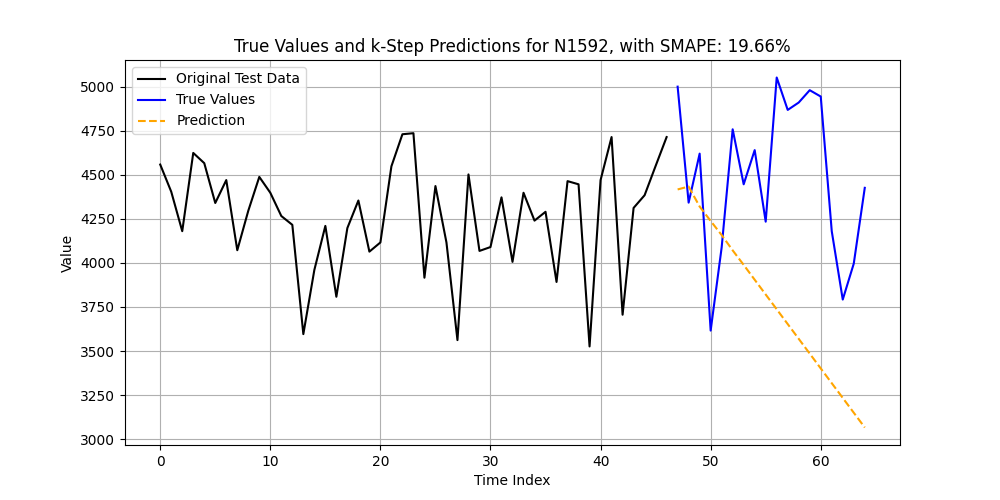 True Values and k-Step Predictions for N1592, with SMAPE: 19.66%
Original Test Data
True Values
Prediction
5000
4750
4500
4250
4000
3750
3500
3250
3000
Value
0 10 20 30 40 50 60
Time Index